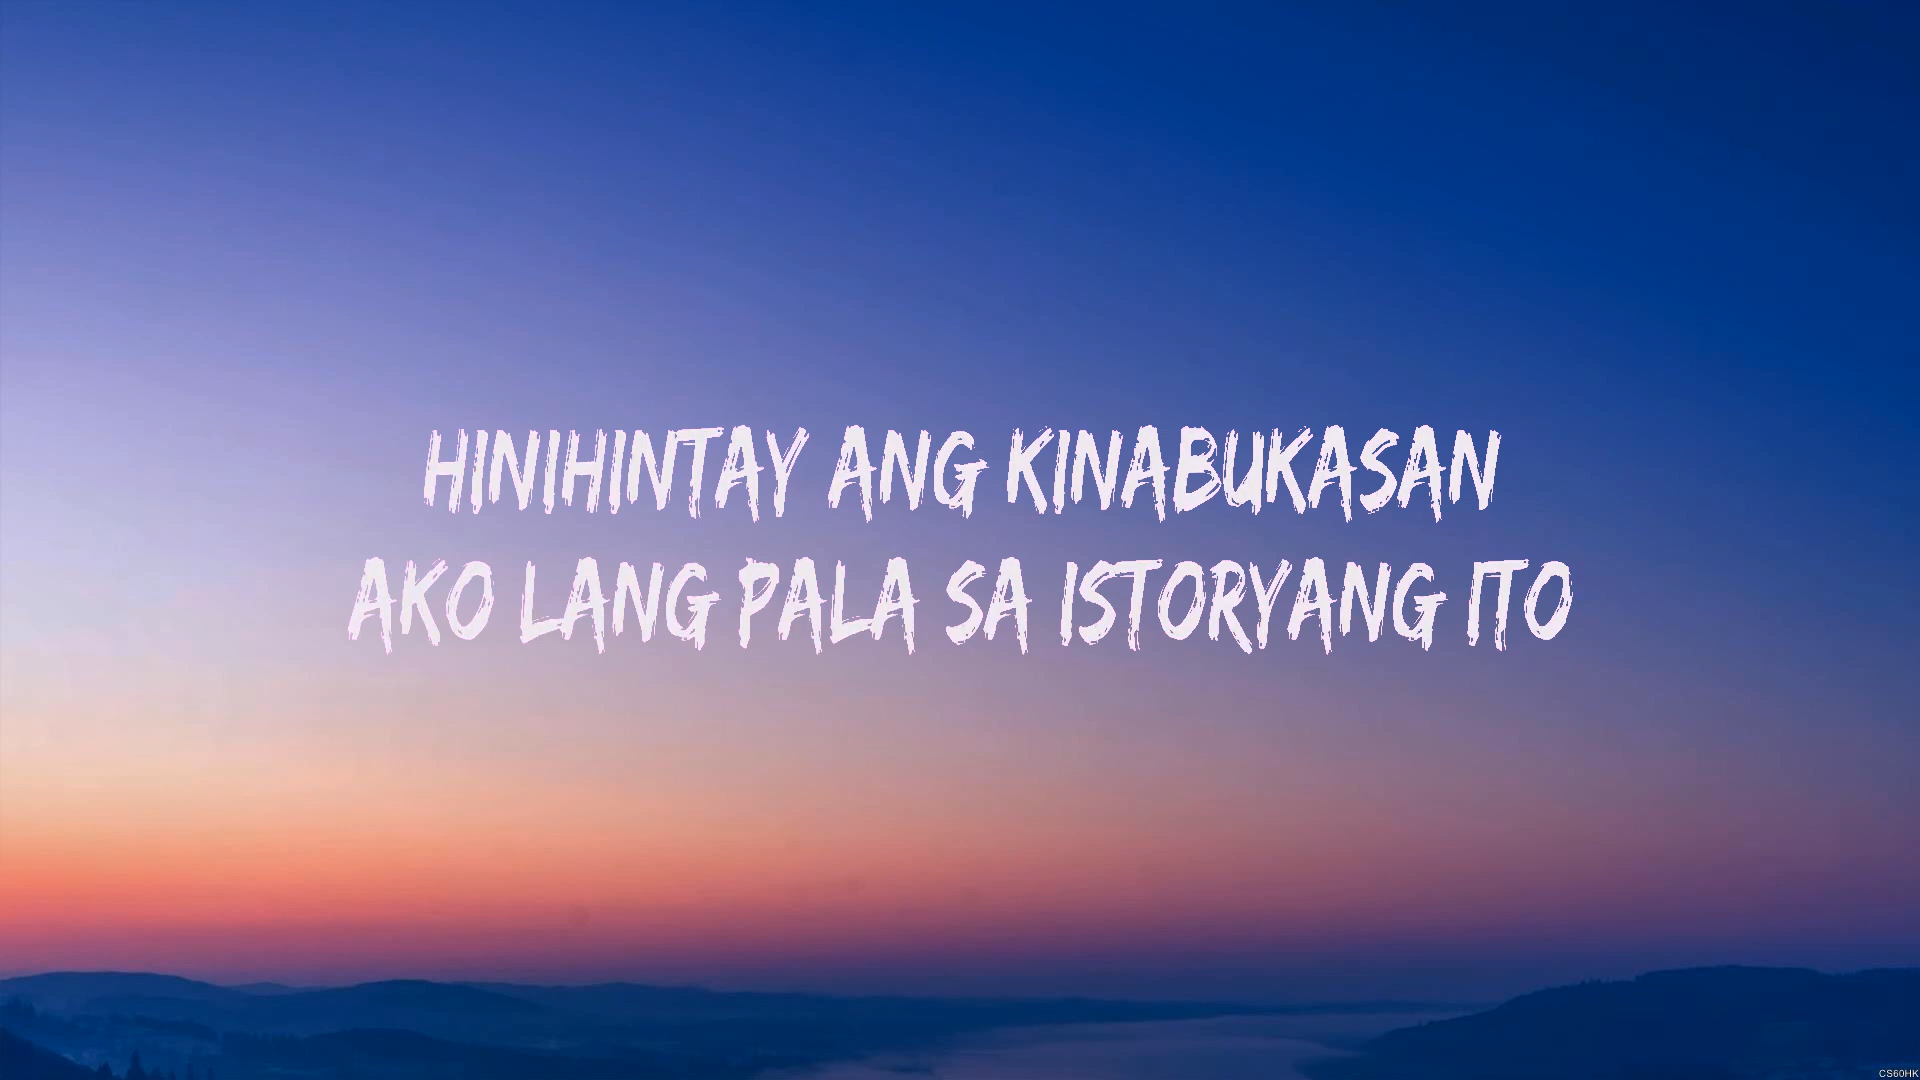 HINIHINTAY ANG KINABUKASAN
AKO LANG PALA SA ISTORYANG ITO
CS60HK